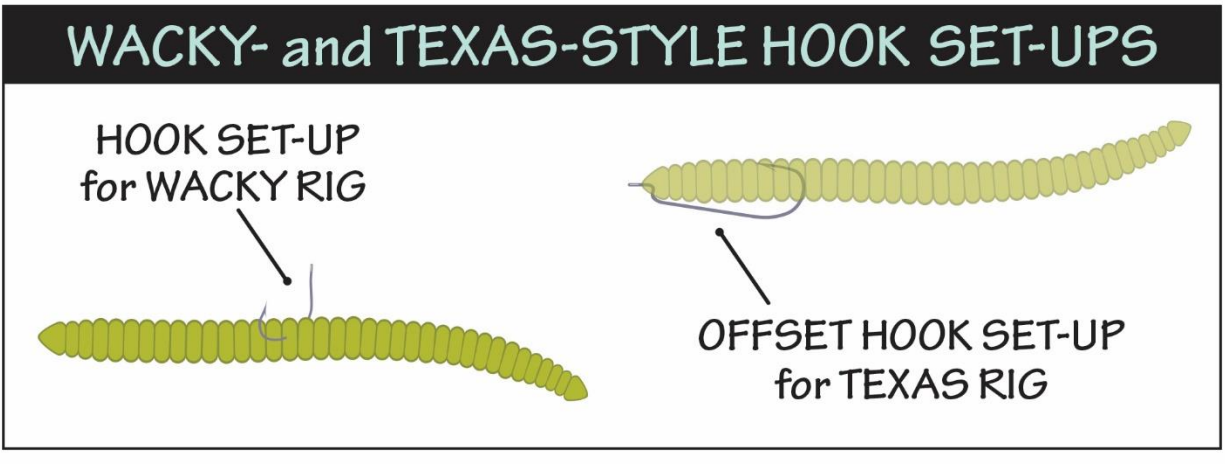 WACKY- and TEXAS-STYLE HOOK SET-UPS
HOOK SET-UP
for WACKY RIG
OFFSET HOOK SET-UP
for TEXAS RIG